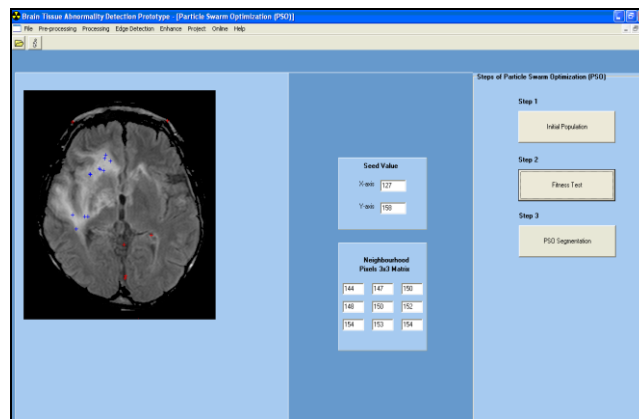 Brain Tissue Abnormality Detection Prototype - [Particle Swarm Optimization (PSO)]
File Pre-processing Processing Edge Detection Enhance Project Online Help
Steps of Particle Swarm Optimization (PSO)
Step 1
Initial Population
Step 2
Fitness Test
Step 3
PSO Segmentation
Seed Value
X-axis 127
Y-axis 158
Neighbourhood
Pixels 3x3 Matrix
144 147 150
148 150 152
154 153 154